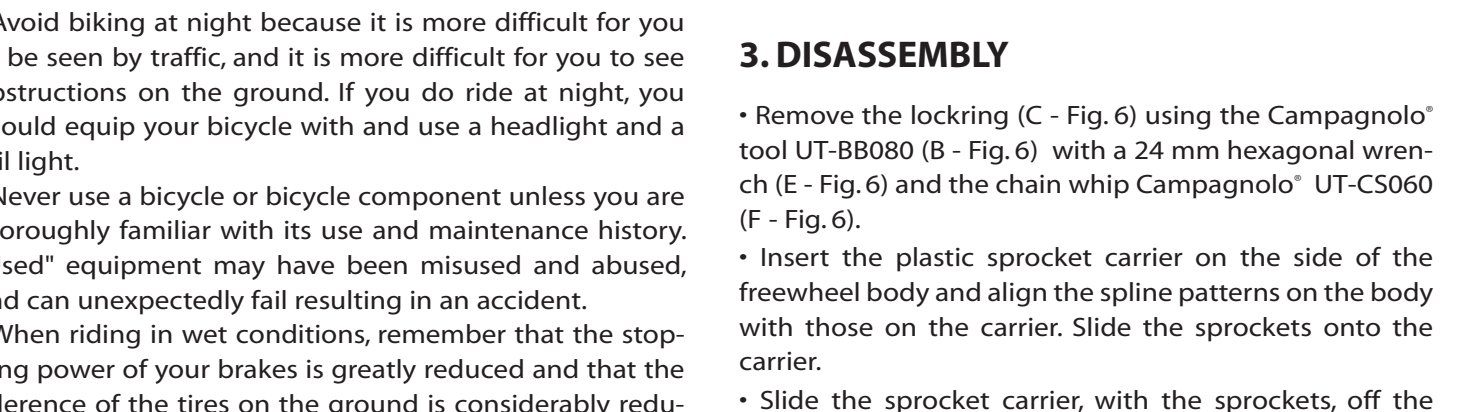 Avoid biking at night because it is more difficult for you
be seen by traffic, and it is more difficult for you to see
structions on the ground. If you do ride at night, you
ould equip your bicycle with and use a headlight and a
il light.
Never use a bicycle or bicycle component unless you are
oroughly familiar with its use and maintenance history.
sed" equipment may have been misused and abused,
d can unexpectedly fail resulting in an accident.
When riding in wet conditions, remember that the stop-
ng power of your brakes is greatly reduced and that the
erence of the tires on the ground is considerably redu-
3. DISASSEMBLY
• Remove the lockring (C - Fig. 6) using the Campagnolo®
tool UT-BB080 (B - Fig. 6) with a 24 mm hexagonal wren-
ch (E - Fig. 6) and the chain whip Campagnolo® UT-CS060
(F - Fig. 6).
• Insert the plastic sprocket carrier on the side of the
freewheel body and align the spline patterns on the body
with those on the carrier. Slide the sprockets onto the
carrier.
• Slide the sprocket carrier, with the sprockets, off the